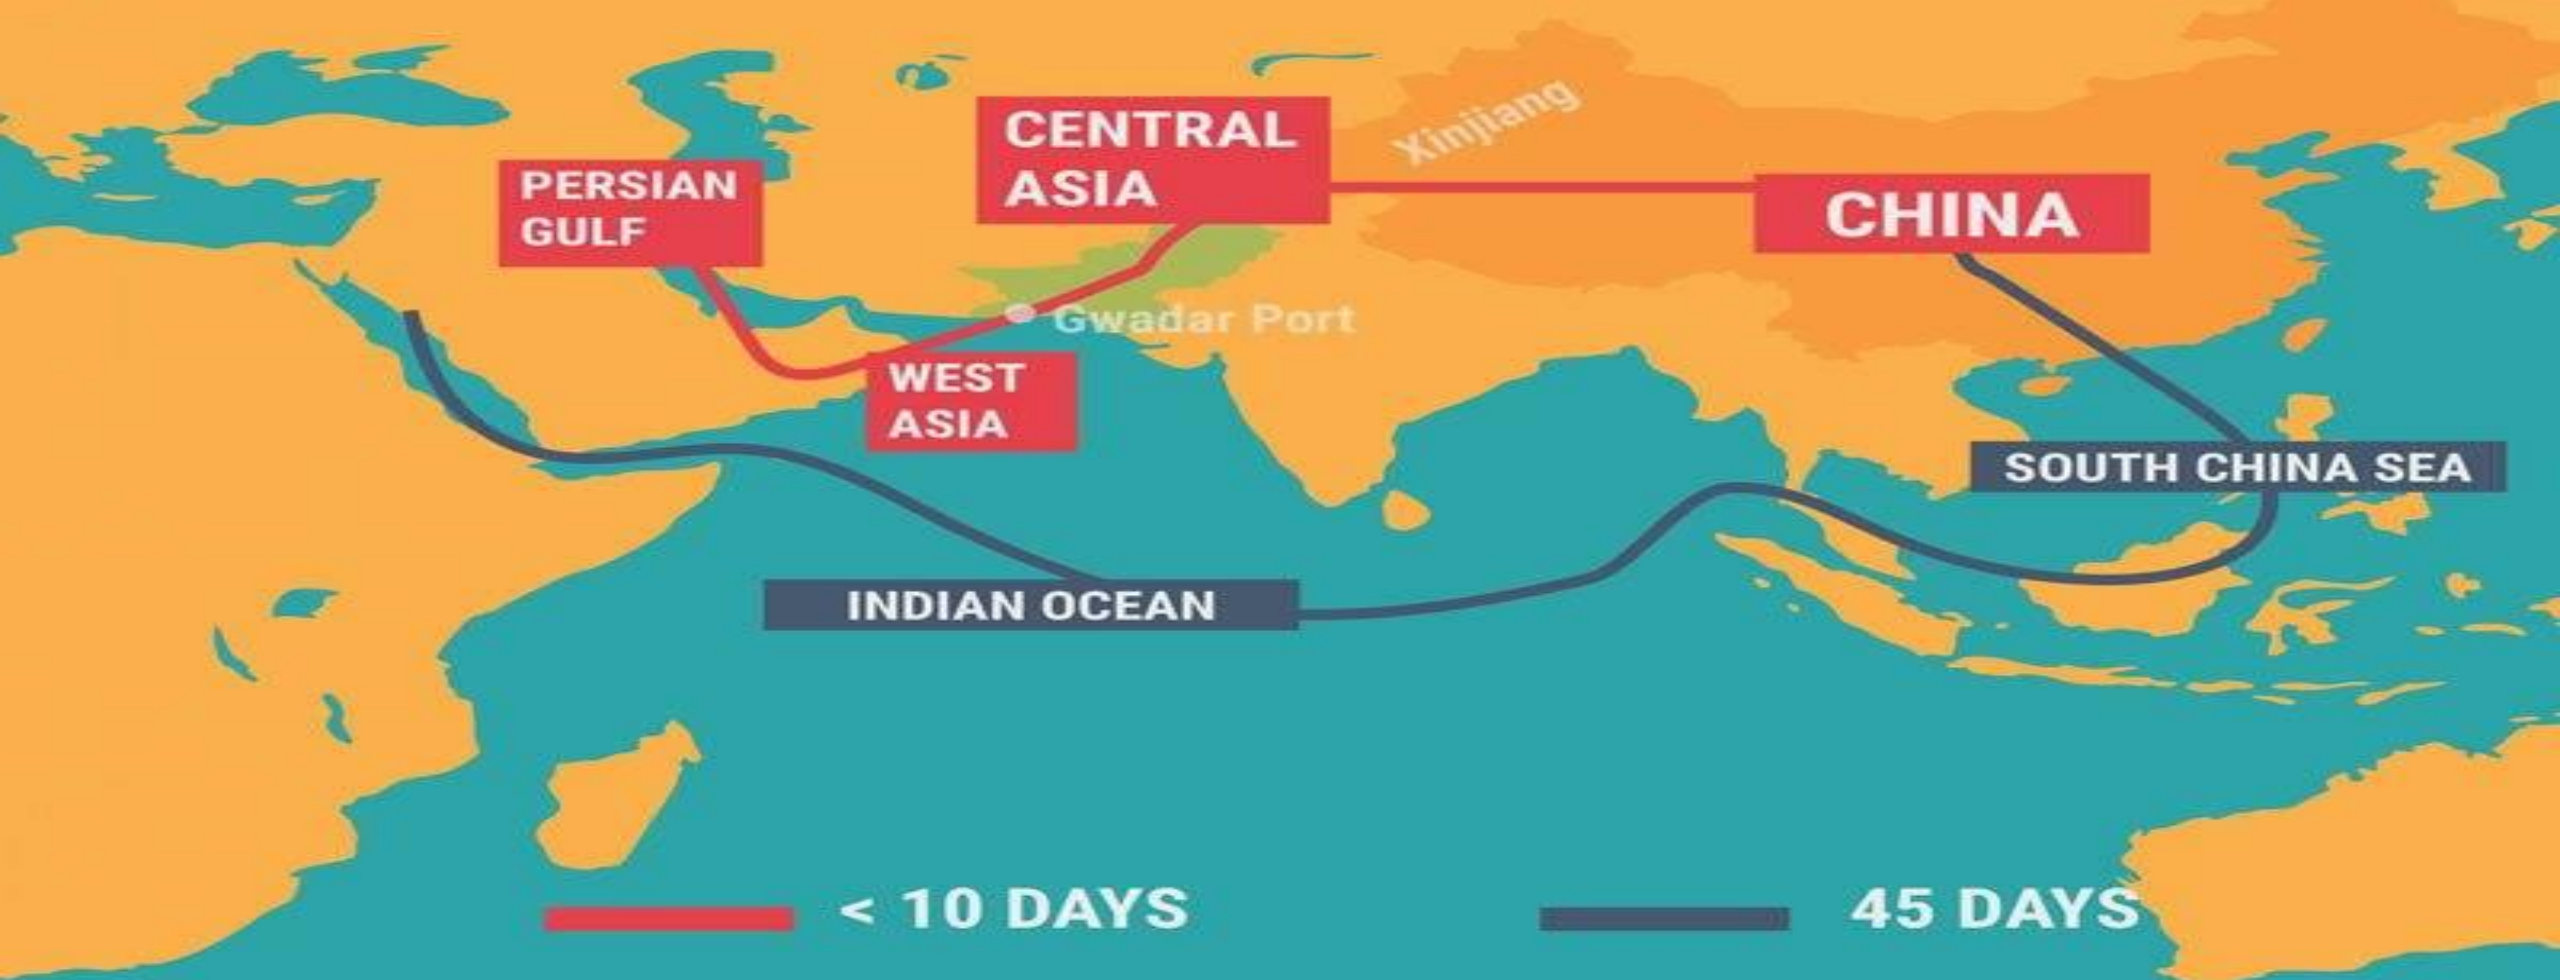 Xinjiang
CENTRAL
ASIA
PERSIAN
GULF
CHINA
Gwadar Port
WEST
ASIA
SOUTH CHINA SEA
INDIAN OCEAN
< 10 DAYS
45 DAYS